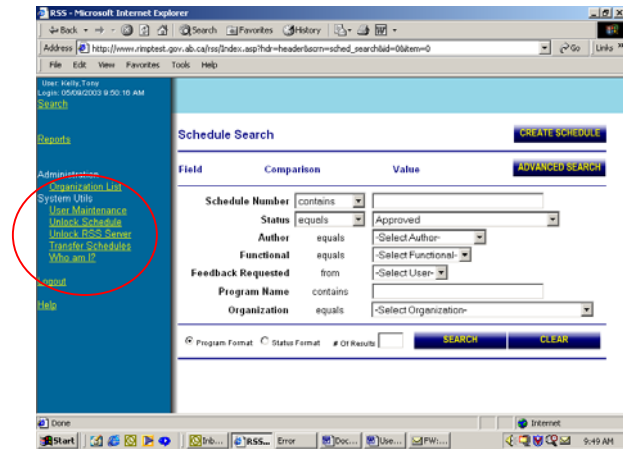 RSS - Microsoft Internet Explorer
Back Search Favorites History
Address http://www.rimptest.gov.ab.ca/rss/Index.asp?hdr=header&scrn=sched_search&id=0&item=0 Go Links »
File Edit View Favorites Tools Help
User: Kelly,Tony
Login: 05/09/2003 9:50:16 AM
Search
Reports
Administration
Organization List
System Utils
User Maintenance
Unlock Schedule
Unlock RSS Server
Transfer Schedules
Who am I?
Logout
Help
Schedule Search CREATE SCHEDULE
Field Comparison Value ADVANCED SEARCH
Schedule Number contains
Status equals Approved
Author equals -Select Author-
Functional equals -Select Functional-
Feedback Requested from -Select User-
Program Name contains
Organization equals -Select Organization-
Program Format Status Format # Of Results SEARCH CLEAR
Done Internet
Start Inb... RSS... Error Doc... Use... FW:... 9:49 AM